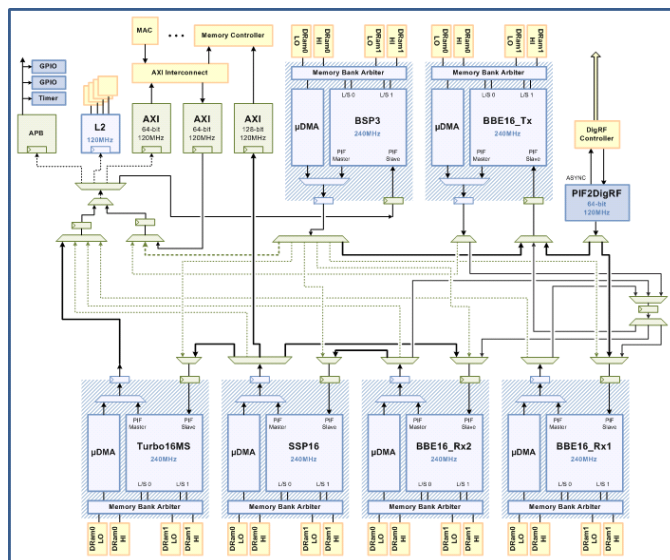 MAC
• • •
Memory Controller
AXI Interconnect
GPIO
GPIO
Timer
APB
L2
120MHz
AXI
64-bit
120MHz
AXI
64-bit
120MHz
AXI
128-bit
120MHz
DRam0
LO
DRam0
HI
DRam1
LO
DRam1
HI
Memory Bank Arbiter
L/S 0
L/S 1
µDMA
BSP3
240MHz
PIF
Master
PIF
Slave
DRam0
LO
DRam0
HI
DRam1
LO
DRam1
HI
Memory Bank Arbiter
L/S 0
L/S 1
µDMA
BBE16_Tx
240MHz
PIF
Master
PIF
Slave
DigRF
Controller
ASYNC
PIF2DigRF
64-bit
120MHz
PIF
Master
PIF
Slave
µDMA
Turbo16MS
240MHz
L/S 0
L/S 1
Memory Bank Arbiter
DRam0
LO
DRam0
HI
DRam1
LO
DRam1
HI
PIF
Master
PIF
Slave
µDMA
SSP16
240MHz
L/S 0
L/S 1
Memory Bank Arbiter
DRam0
LO
DRam0
HI
DRam1
LO
DRam1
HI
PIF
Master
PIF
Slave
µDMA
BBE16_Rx2
240MHz
L/S 0
L/S 1
Memory Bank Arbiter
DRam0
LO
DRam0
HI
DRam1
LO
DRam1
HI
PIF
Master
PIF
Slave
µDMA
BBE16_Rx1
240MHz
L/S 0
L/S 1
Memory Bank Arbiter
DRam0
LO
DRam0
HI
DRam1
LO
DRam1
HI